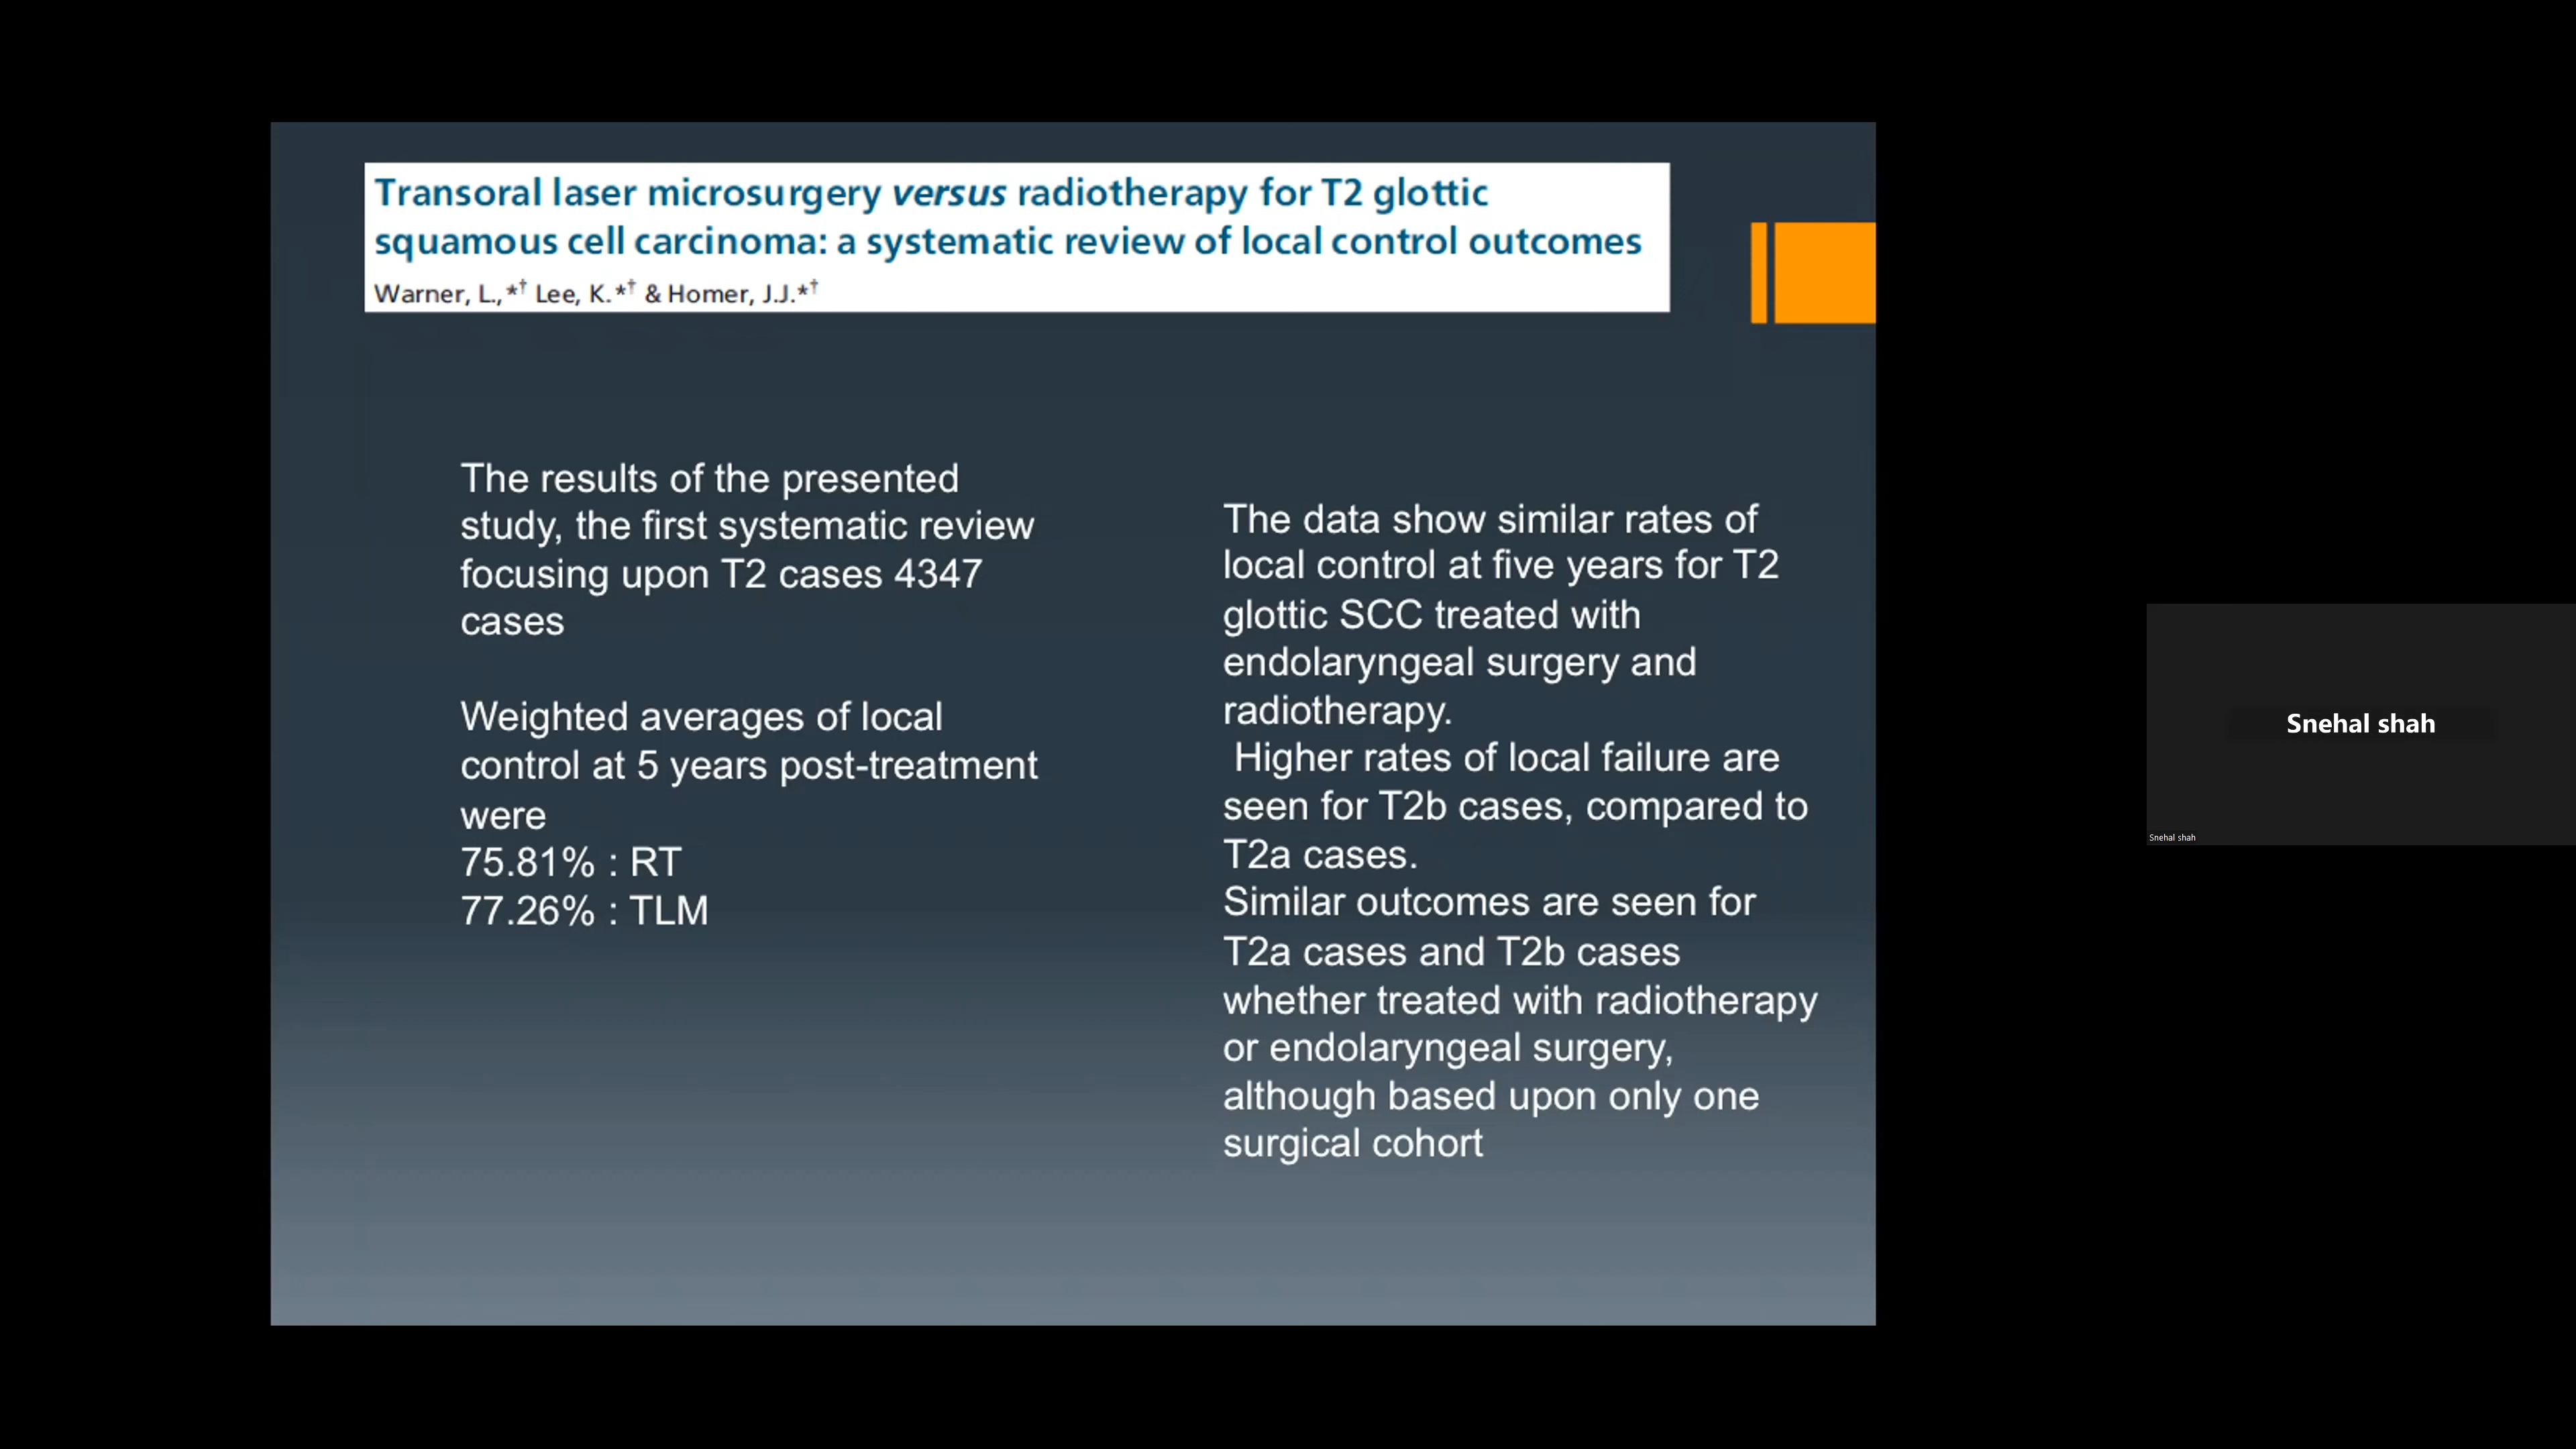 Transoral laser microsurgery versus radiotherapy for T2 glottic
squamous cell carcinoma: a systematic review of local control outcomes
Warner, L.,*† Lee, K.*† & Homer, J.J.*†
The results of the presented
study, the first systematic review
focusing upon T2 cases 4347
cases
Weighted averages of local
control at 5 years post-treatment
were
75.81% : RT
77.26% : TLM
The data show similar rates of
local control at five years for T2
glottic SCC treated with
endolaryngeal surgery and
radiotherapy.
Higher rates of local failure are
seen for T2b cases, compared to
T2a cases.
Similar outcomes are seen for
T2a cases and T2b cases
whether treated with radiotherapy
or endolaryngeal surgery,
although based upon only one
surgical cohort
Snehal shah
Snehal shah